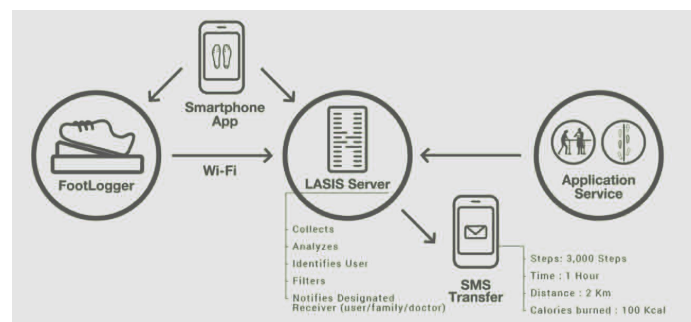 Smartphone
App
FootLogger
Wi-Fi
LASIS Server
Application
Service
Collects
Analyzes
Identifies User
Filters
Notifies Designated
Receiver (user/family/doctor)
SMS
Transfer
Steps: 3,000 Steps
Time : 1 Hour
Distance : 2 Km
Calories burned : 100 Kcal